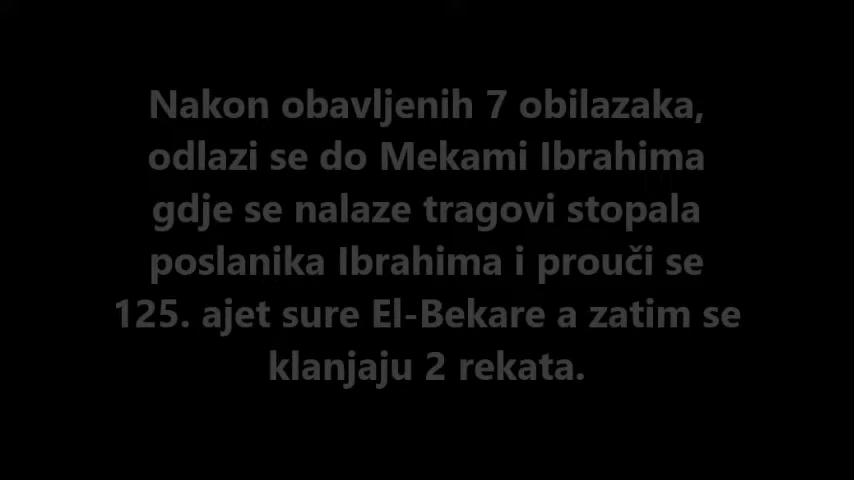 Nakon obavljenih 7 obilazaka,
odlazi se do Mekami Ibrahima
gdje se nalaze tragovi stopala
poslanika Ibrahima i prouči se
125. ajet sure El-Bekare a zatim se
klanjaju 2 rekata.